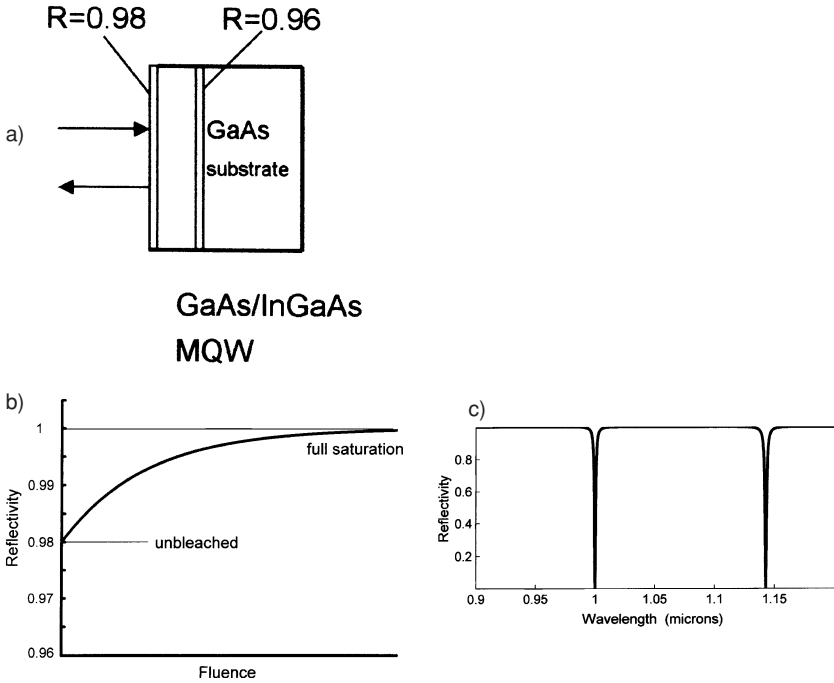 R=0.98 R=0.96
a)
GaAs
substrate
GaAs/InGaAs
MQW
b)
1
0.99
0.98
0.97
0.96
Reflectivity
full saturation
unbleached
Fluence
c)
0.8
0.6
0.4
0.2
Reflectivity
0.9 0.95 1 1.05 1.1 1.15
Wavelength (microns)